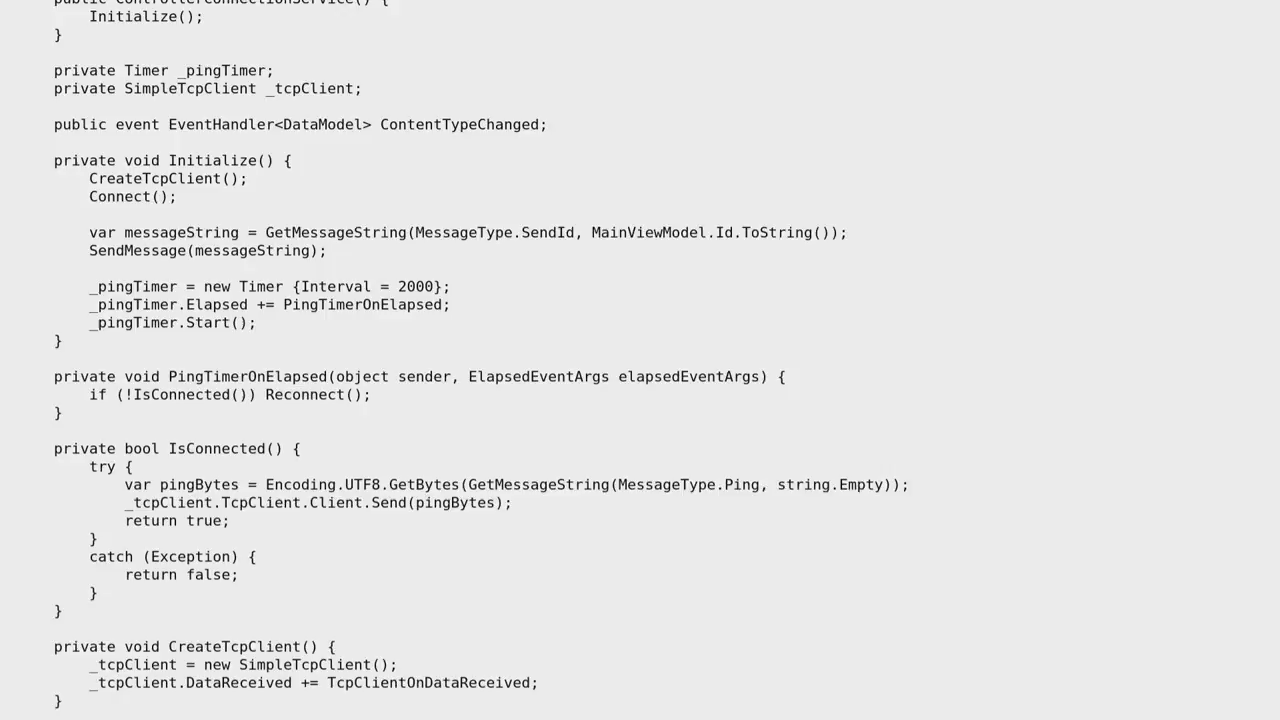 public ControllerConnectionService() {
    Initialize();
}

private Timer _pingTimer;
private SimpleTcpClient _tcpClient;

public event EventHandler<DataModel> ContentTypeChanged;

private void Initialize() {
    CreateTcpClient();
    Connect();

    var messageString = GetMessageString(MessageType.SendId, MainViewModel.Id.ToString());
    SendMessage(messageString);

    _pingTimer = new Timer {Interval = 2000};
    _pingTimer.Elapsed += PingTimerOnElapsed;
    _pingTimer.Start();
}

private void PingTimerOnElapsed(object sender, ElapsedEventArgs elapsedEventArgs) {
    if (!IsConnected()) Reconnect();
}

private bool IsConnected() {
    try {
        var pingBytes = Encoding.UTF8.GetBytes(GetMessageString(MessageType.Ping, string.Empty));
        _tcpClient.TcpClient.Client.Send(pingBytes);
        return true;
    }
    catch (Exception) {
        return false;
    }
}

private void CreateTcpClient() {
    _tcpClient = new SimpleTcpClient();
    _tcpClient.DataReceived += TcpClientOnDataReceived;
}